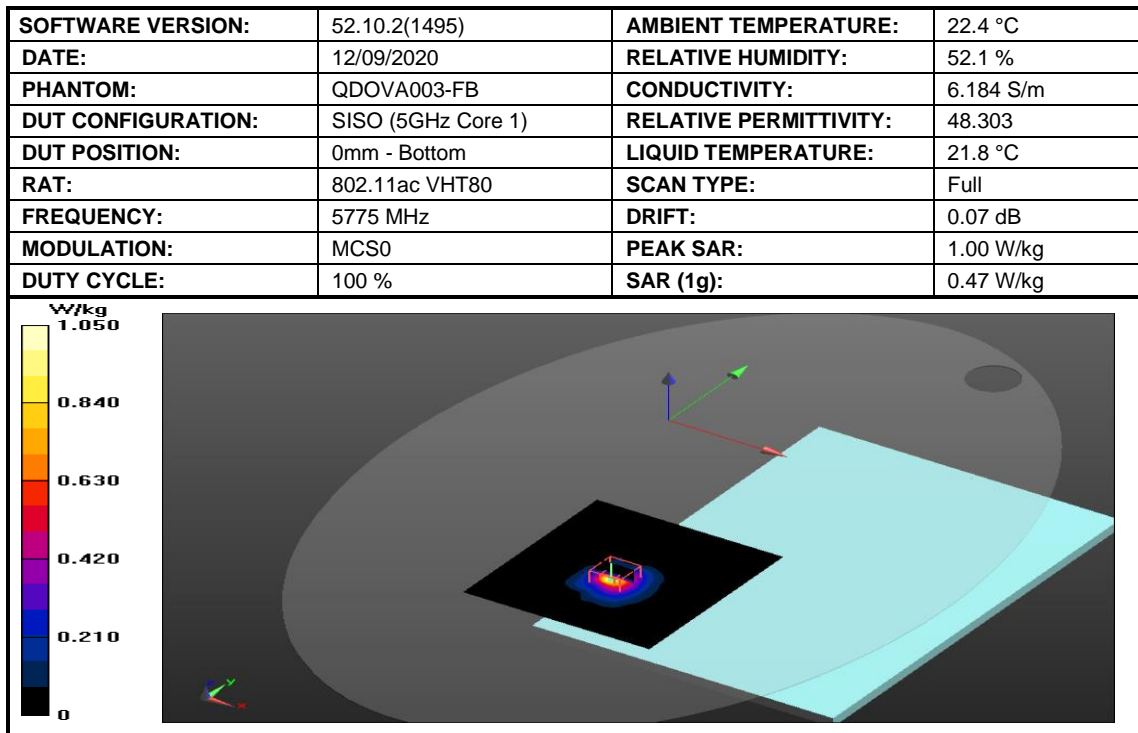 SOFTWARE VERSION: 52.10.2(1495) AMBIENT TEMPERATURE: 22.4 °C
DATE: 12/09/2020 RELATIVE HUMIDITY: 52.1 %
PHANTOM: QDOVA003-FB CONDUCTIVITY: 6.184 S/m
DUT CONFIGURATION: SISO (5GHz Core 1) RELATIVE PERMITTIVITY: 48.303
DUT POSITION: 0mm - Bottom LIQUID TEMPERATURE: 21.8 °C
RAT: 802.11ac VHT80 SCAN TYPE: Full
FREQUENCY: 5775 MHz DRIFT: 0.07 dB
MODULATION: MCS0 PEAK SAR: 1.00 W/kg
DUTY CYCLE: 100 % SAR (1g): 0.47 W/kg
W/kg
1.050
0.840
0.630
0.420
0.210
0
z y
x